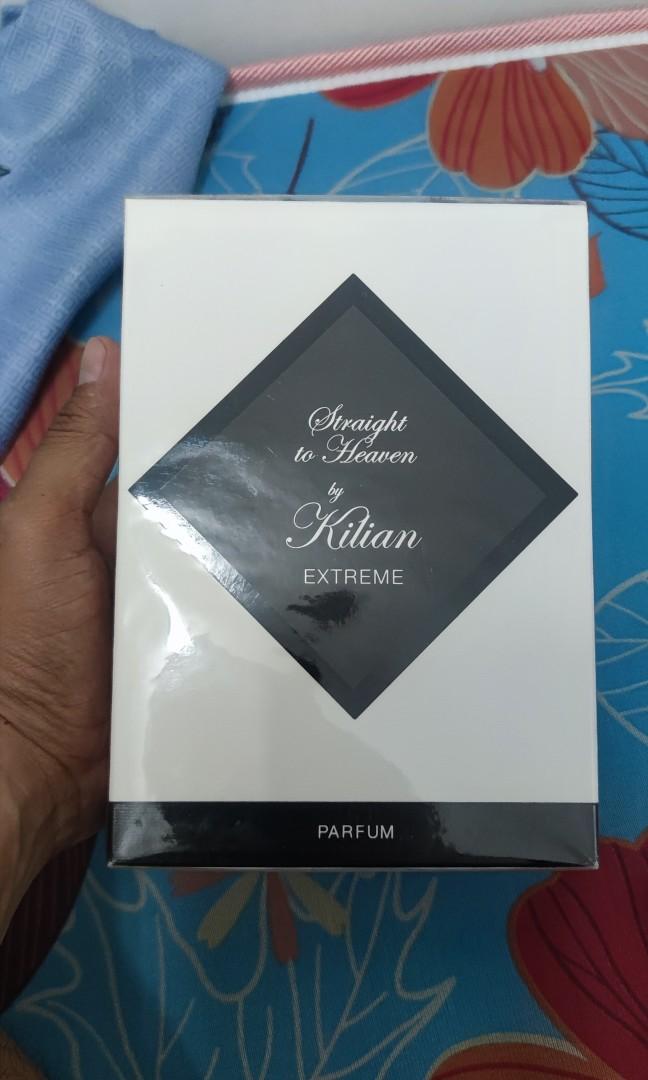 Straight
to Heaven
by
Kilian
EXTREME
PARFUM